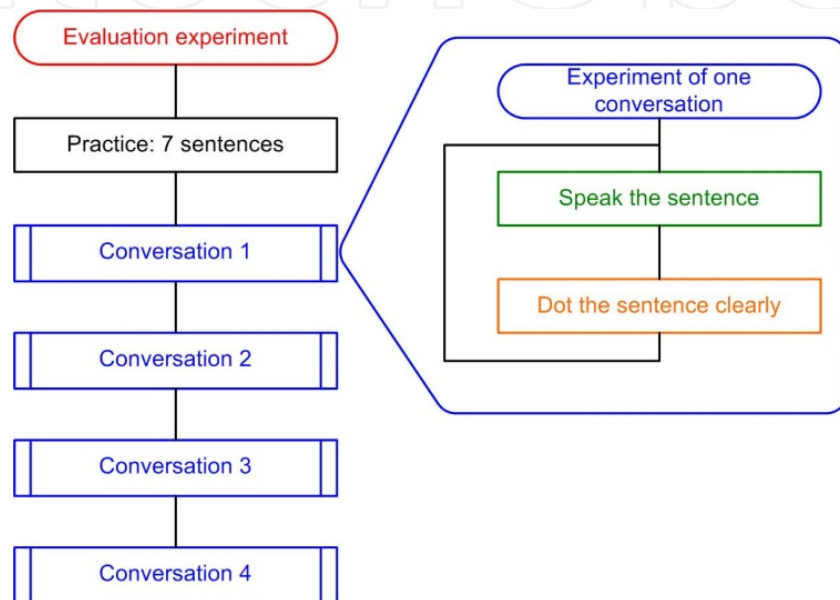 Evaluation experiment
Practice: 7 sentences
Conversation 1
Conversation 2
Conversation 3
Conversation 4
Experiment of one
conversation
Speak the sentence
Dot the sentence clearly